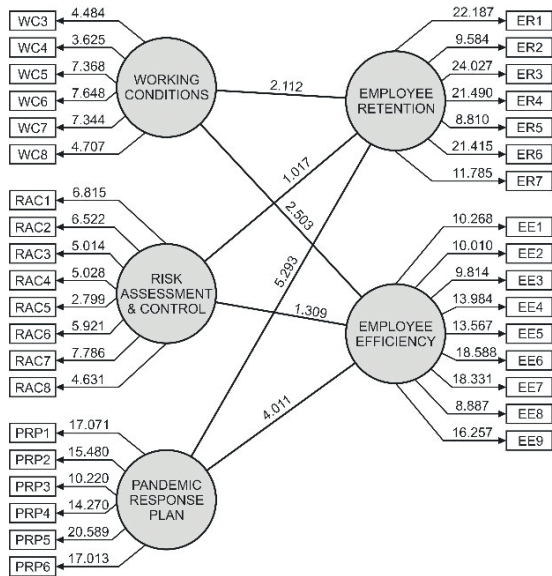 WC3 4.484
WC4 3.625
WC5 7.368
WC6 7.648
WC7 7.344
WC8 4.707
WORKING
CONDITIONS
RAC1 6.815
RAC2 6.522
RAC3 5.014
RAC4 5.028
RAC5 2.799
RAC6 5.921
RAC7 7.786
RAC8 4.631
RISK
ASSESSMENT
& CONTROL
PRP1 17.071
PRP2 15.480
PRP3 10.220
PRP4 14.270
PRP5 20.589
PRP6 17.013
PANDEMIC
RESPONSE
PLAN
2.112
1.017
2.503
5.293
1.309
4.011
EMPLOYEE
RETENTION
22.187 ER1
9.584 ER2
24.027 ER3
21.490 ER4
8.810 ER5
21.415 ER6
11.785 ER7
EMPLOYEE
EFFICIENCY
10.268 EE1
10.010 EE2
9.814 EE3
13.984 EE4
13.567 EE5
18.588 EE6
18.331 EE7
8.887 EE8
16.257 EE9